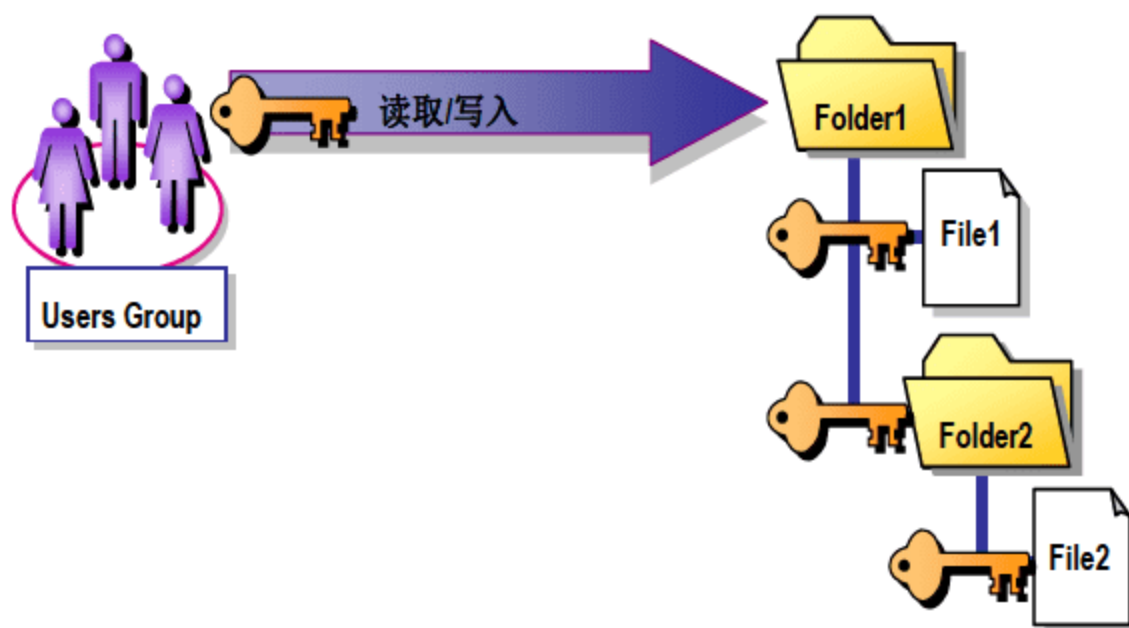 读取/写入
Folder1
File1
Users Group
Folder2
File2